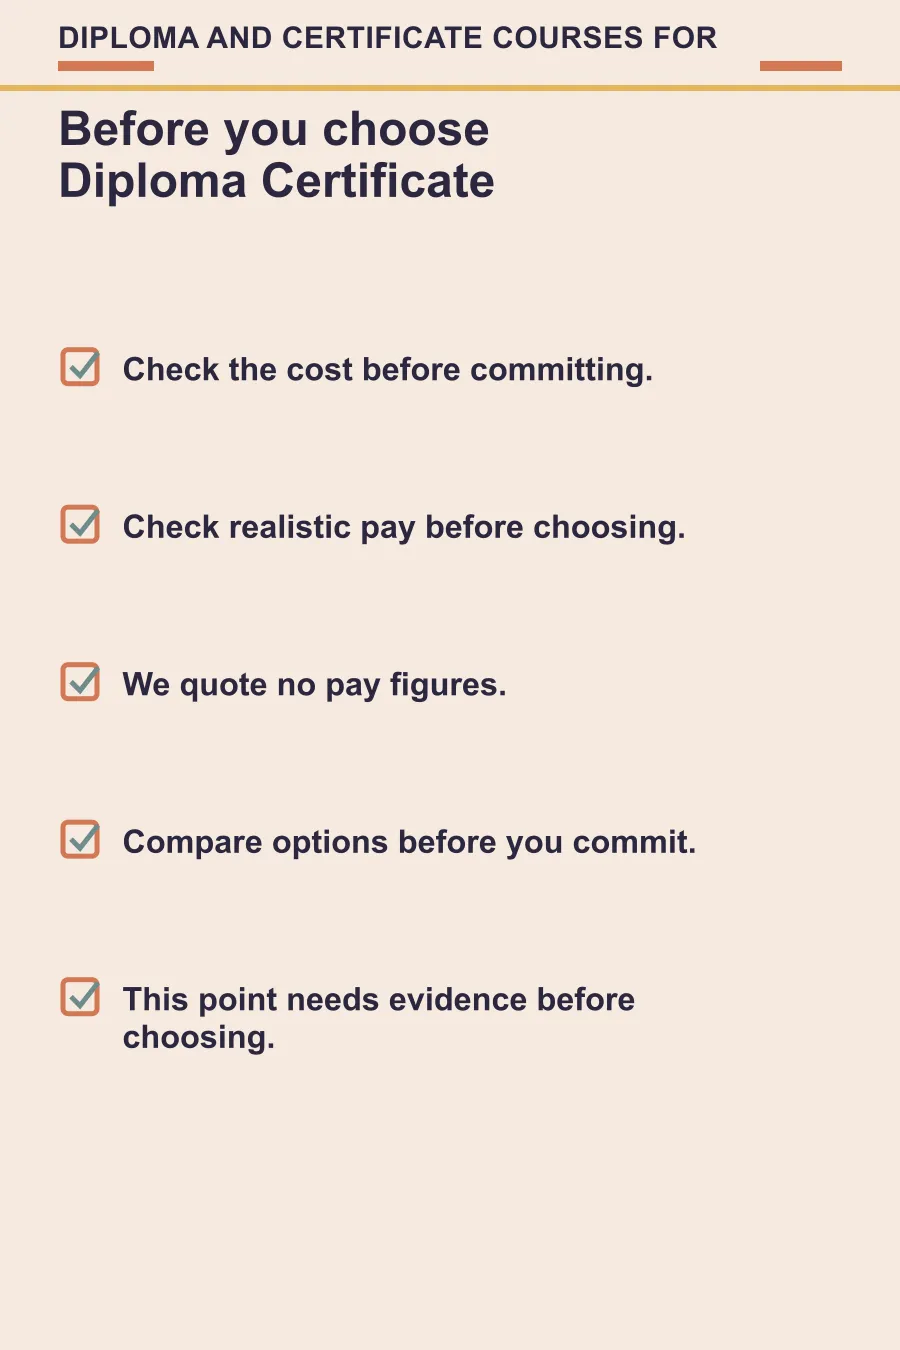 DIPLOMA AND CERTIFICATE COURSES FOR
Before you choose
Diploma Certificate
Check the cost before committing.
Check realistic pay before choosing.
We quote no pay figures.
Compare options before you commit.
This point needs evidence before
choosing.